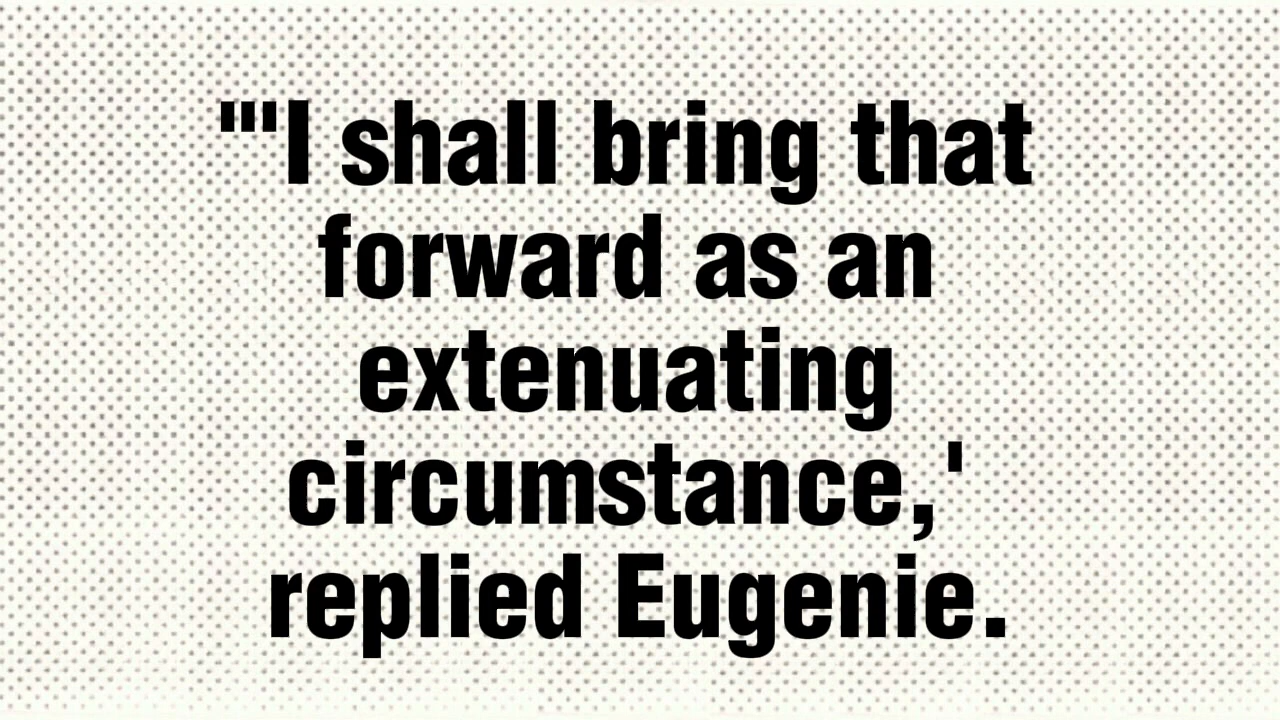 "'I shall bring that
forward as an
extenuating
circumstance,'
replied Eugenie.